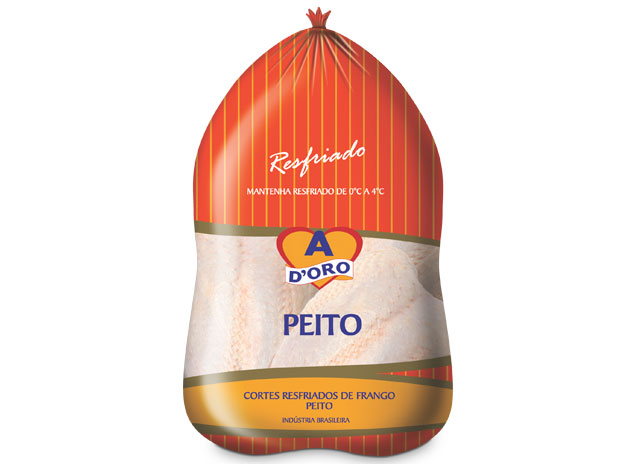 Resfriado
MANTENHA RESFRIADO DE 0°C A 4°C
A
D'ORO
PEITO
CORTES RESFRIADOS DE FRANGO
PEITO
INDÚSTRIA BRASILEIRA